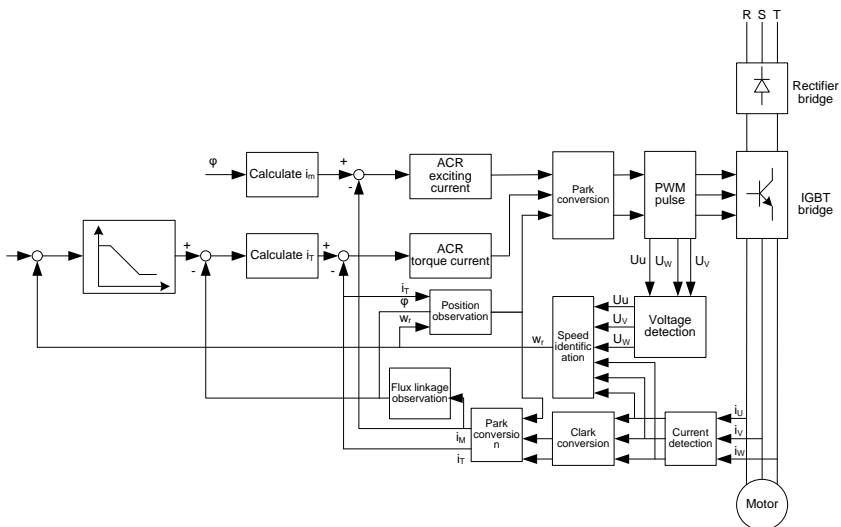 R S T
Rectifier
bridge
φ
Calculate iₘ
+
-
ACR
exciting
current
Park
conversion
PWM
pulse
IGBT
bridge
+
-
Calculate i_T
+
-
ACR
torque current
Uu U_W U_V
i_T
φ
w_r
Position
observation
Speed
identific
ation
Uu
U_V
U_W
Voltage
detection
w_r
Flux linkage
observation
Park
conversio
n
i_M
i_T
Clark
conversion
Current
detection
i_U
i_V
i_W
Motor